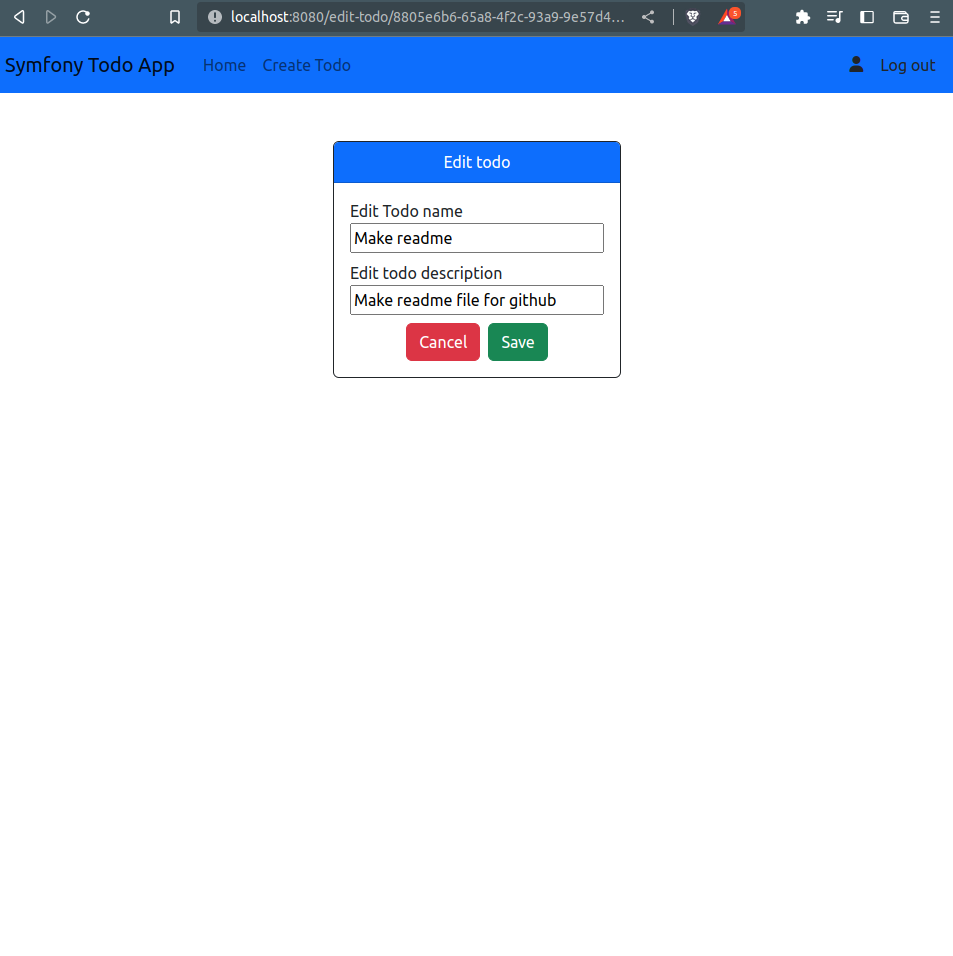 localhost:8080/edit-todo/8805e6b6-65a8-4f2c-93a9-9e57d4…
5
Symfony Todo App Home Create Todo Log out
Edit todo
Edit Todo name
Make readme
Edit todo description
Make readme file for github
Cancel Save